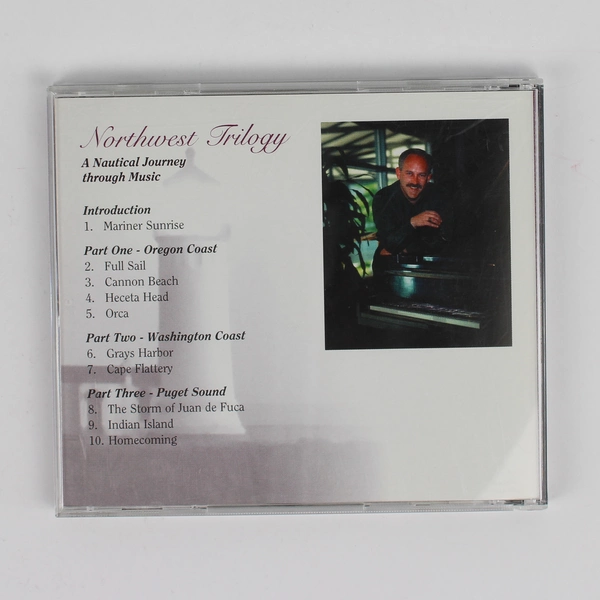 Northwest Trilogy
A Nautical Journey
through Music
Introduction
1. Mariner Sunrise
Part One - Oregon Coast
2. Full Sail
3. Cannon Beach
4. Heceta Head
5. Orca
Part Two - Washington Coast
6. Grays Harbor
7. Cape Flattery
Part Three - Puget Sound
8. The Storm of Juan de Fuca
9. Indian Island
10. Homecoming